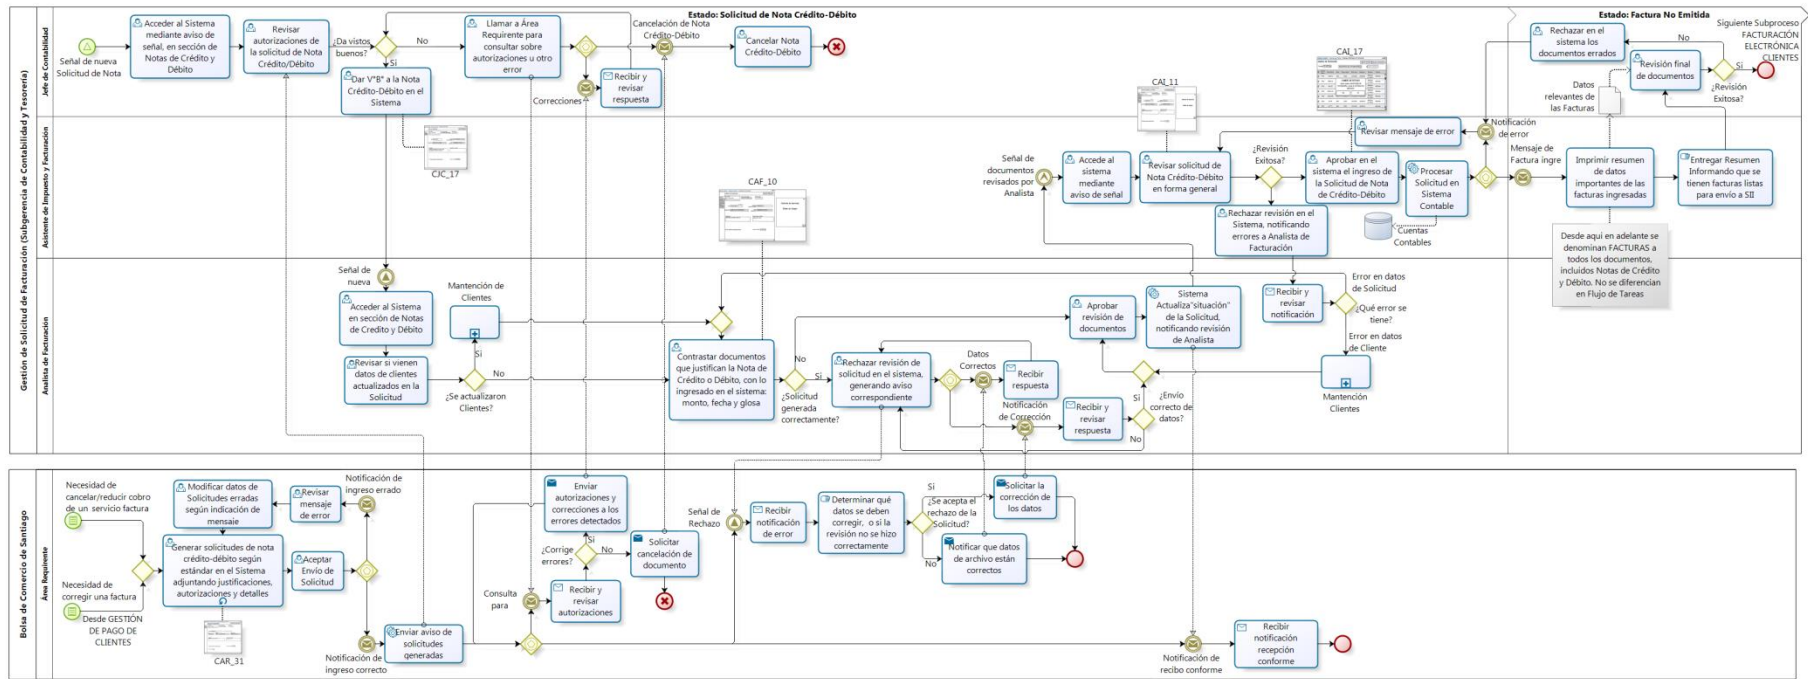 Estado: Solicitud de Nota Crédito-Débito
Estado: Factura No Emitida
Gestión de Solicitud de Facturación (Subgerencia de Contabilidad y Tesorería)
Jefe de Contabilidad
Señal de nueva
Solicitud de Nota
Acceder al Sistema
mediante aviso de
señal, en sección de
Notas de Crédito y
Débito
Revisar
autorizaciones de
la solicitud de Nota
Crédito/Débito
¿Da vistos
buenos?
No
Si
Dar V°B° a la Nota
Crédito-Débito en el
Sistema
CJC_17
Llamar a Área
Requirente para
consultar sobre
autorizaciones u otro
error
Correcciones
Recibir y
revisar
respuesta
Cancelación de Nota
Crédito-Débito
Cancelar Nota
Crédito-Débito
Rechazar en el
sistema los
documentos errados
No
Siguiente Subproceso
FACTURACIÓN
ELECTRÓNICA
CLIENTES
Revisión final
de documentos
Si
¿Revisión
Exitosa?
Datos
relevantes de
las Facturas
Asistente de Impuesto y Facturación
CAF_10
Señal de
documentos
revisados por
Analista
Accede al
sistema
mediante
aviso de señal
CAI_11
Revisar solicitud de
Nota Crédito-Débito
en forma general
¿Revisión
Exitosa?
CAI_17
Revisar mensaje de error
Aprobar en el
sistema el ingreso de
la Solicitud de Nota
de Crédito-Débito
Rechazar revisión en el
Sistema, notificando
errores a Analista de
Facturación
Procesar
Solicitud en
Sistema
Contable
Cuentas
Contables
Notificación
de error
Mensaje de
Factura ingre
Imprimir resumen
de datos
importantes de las
facturas ingresadas
Entregar Resumen
Informando que se
tienen facturas listas
para envío a SII
Desde aquí en adelante se
denominan FACTURAS a
todos los documentos,
incluidos Notas de Crédito
y Débito. No se diferencian
en Flujo de Tareas
Analista de Facturación
Señal de
nueva
Acceder al Sistema
en sección de Notas
de Credito y Débito
Revisar si vienen
datos de clientes
actualizados en la
Solicitud
Mantención de
Clientes
Si
No
¿Se actualizaron
Clientes?
Contrastar documentos
que justifican la Nota de
Crédito o Débito, con lo
ingresado en el sistema:
monto, fecha y glosa
No
Si
¿Solicitud
generada
correctamente?
Rechazar revisión de
solicitud en el sistema,
generando aviso
correspondiente
Datos
Correctos
Recibir
respuesta
Notificación
de Corrección
Recibir y
revisar
respuesta
¿Envío
correcto de
datos?
Si
No
Aprobar
revisión de
documentos
Sistema
Actualiza"situación"
de la Solicitud,
notificando revisión
de Analista
Recibir y
revisar
notificación
Error en datos
de Solicitud
¿Qué error se
tiene?
Error en datos
de Cliente
Mantención
Clientes
Bolsa de Comercio de Santiago
Área Requirente
Necesidad de
cancelar/reducir cobro
de un servicio factura
Necesidad de
corregir una factura
Desde GESTIÓN
DE PAGO DE
CLIENTES
Modificar datos de
Solicitudes erradas
según indicación de
mensaje
Revisar
mensaje
de error
Notificación de
ingreso errado
Generar solicitudes de nota
crédito-débito según
estándar en el Sistema
adjuntando justificaciones,
autorizaciones y detalles
Aceptar
Envío de
Solicitud
CAR_31
Notificación de
ingreso correcto
Enviar aviso de
solicitudes
generadas
Enviar
autorizaciones y
correcciones a los
errores detectados
¿Corrige
errores?
Si
No
Solicitar
cancelación de
documento
Consulta
para
Recibir y
revisar
autorizaciones
Señal de
Rechazo
Recibir
notificación
de error
Determinar qué
datos se deben
corregir, o si la
revisión no se hizo
correctamente
Si
¿Se acepta el
rechazo de la
Solicitud?
No
Solicitar la
corrección de
los datos
Notificar que datos
de archivo están
correctos
Notificación de
recibo conforme
Recibir
notificación
recepción
conforme